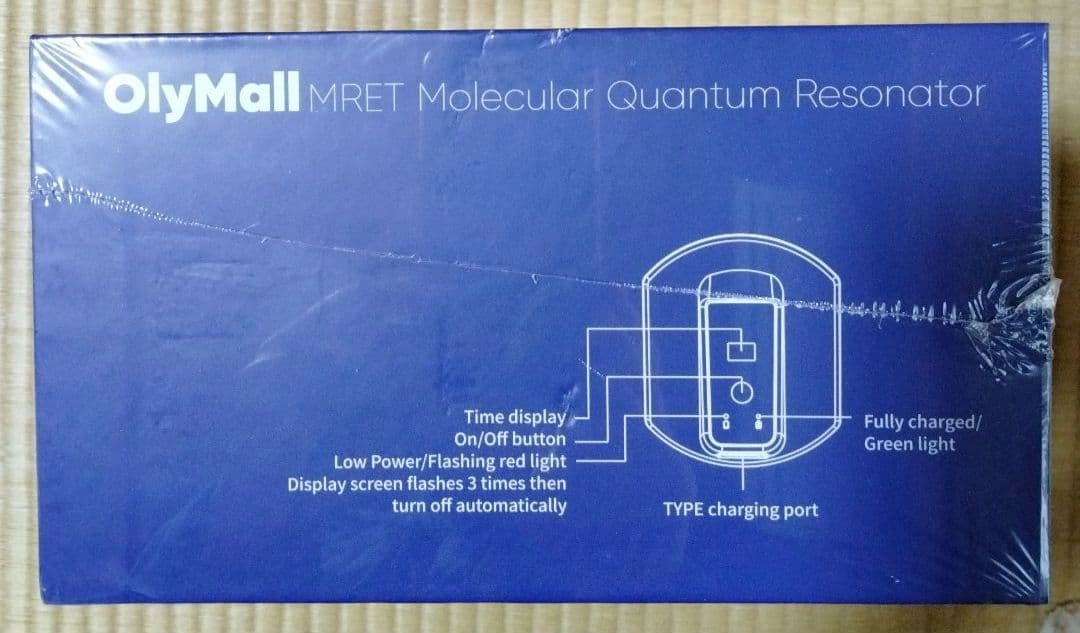 OlyMall MRET Molecular Quantum Resonator
Time display
On/Off button
Low Power/Flashing red light
Display screen flashes 3 times then
turn off automatically
Fully charged/
Green light
TYPE charging port